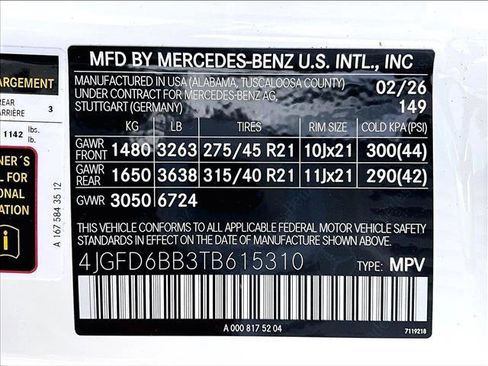 MFD BY MERCEDES-BENZ U.S. INTL., INC
MANUFACTURED IN USA (ALABAMA, TUSCALOOSA COUNTY) 02/26
UNDER CONTRACT FOR MERCEDES-BENZ AG, 149
STUTTGART (GERMANY)
KG LB TIRES RIM SIZE COLD KPA(PSI)
GAWR FRONT 1480 3263 275/45 R21 10Jx21 300(44)
GAWR REAR 1650 3638 315/40 R21 11Jx21 290(42)
GVWR 3050 6724
THIS VEHICLE CONFORMS TO ALL APPLICABLE FEDERAL MOTOR VEHICLE SAFETY
STANDARDS IN EFFECT ON THE DATE OF MANUFACTURE SHOWN ABOVE.
4JGFD6BB3TB615310 TYPE: MPV
A 000 817 52 04 7119218
ARGEMENT
REAR
ARRIÈRE 3
1142 lbs.
lb.
NER´S
AL FOR
ONAL
ATION
A 167 584 35 12